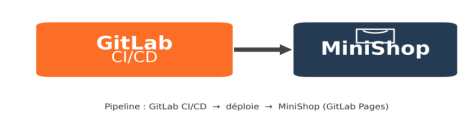 GitLab
CI/CD
MiniShop
Pipeline : GitLab CI/CD → déploie → MiniShop (GitLab Pages)